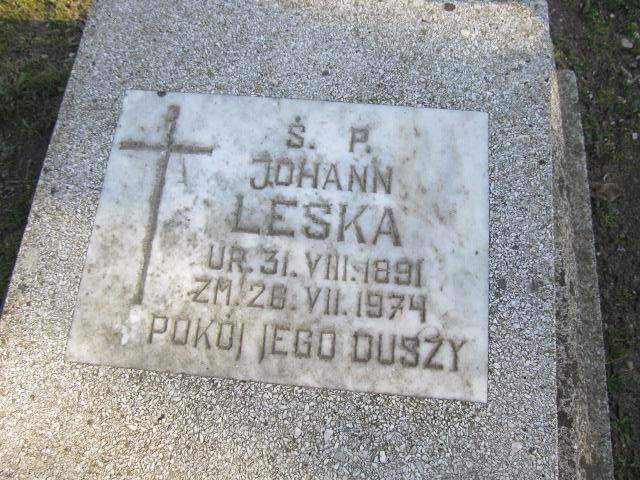 Ś. P.
JOHANN
LESKA
UR. 31. VIII. 1891
ZM. 28. VII. 1974
POKÓJ JEGO DUSZY